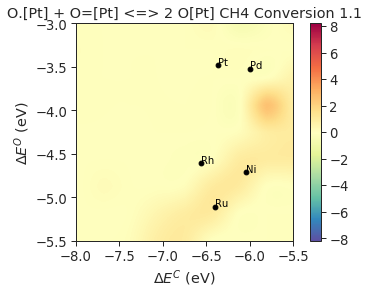 O.[Pt] + O=[Pt] <=> 2 O[Pt] CH4 Conversion 1.1
−3.0
−3.5
−4.0
−4.5
−5.0
−5.5
ΔE^O (eV)
Pt
Pd
Rh
Ni
Ru
−8.0 −7.5 −7.0 −6.5 −6.0 −5.5
ΔE^C (eV)
8
6
4
2
0
−2
−4
−6
−8